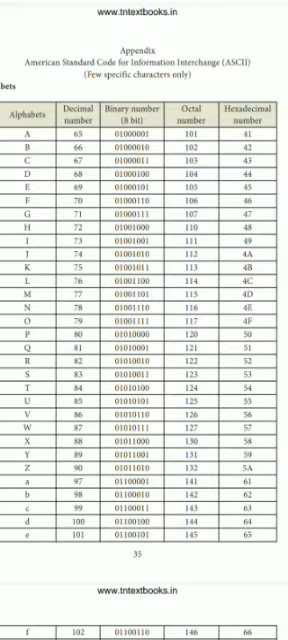 www.tntextbooks.in
Appendix
American Standard Code for Information Interchange (ASCII)
(Few specific characters only)
bets
Alphabets Decimal number Binary number (8 bit) Octal number Hexadecimal number
A 65 01000001 101 41
B 66 01000010 102 42
C 67 01000011 103 43
D 68 01000100 104 44
E 69 01000101 105 45
F 70 01000110 106 46
G 71 01000111 107 47
H 72 01001000 110 48
I 73 01001001 111 49
J 74 01001010 112 4A
K 75 01001011 113 4B
L 76 01001100 114 4C
M 77 01001101 115 4D
N 78 01001110 116 4E
O 79 01001111 117 4F
P 80 01010000 120 50
Q 81 01010001 121 51
R 82 01010010 122 52
S 83 01010011 123 53
T 84 01010100 124 54
U 85 01010101 125 55
V 86 01010110 126 56
W 87 01010111 127 57
X 88 01011000 130 58
Y 89 01011001 131 59
Z 90 01011010 132 5A
a 97 01100001 141 61
b 98 01100010 142 62
c 99 01100011 143 63
d 100 01100100 144 64
e 101 01100101 145 65
35
www.tntextbooks.in
f 102 01100110 146 66